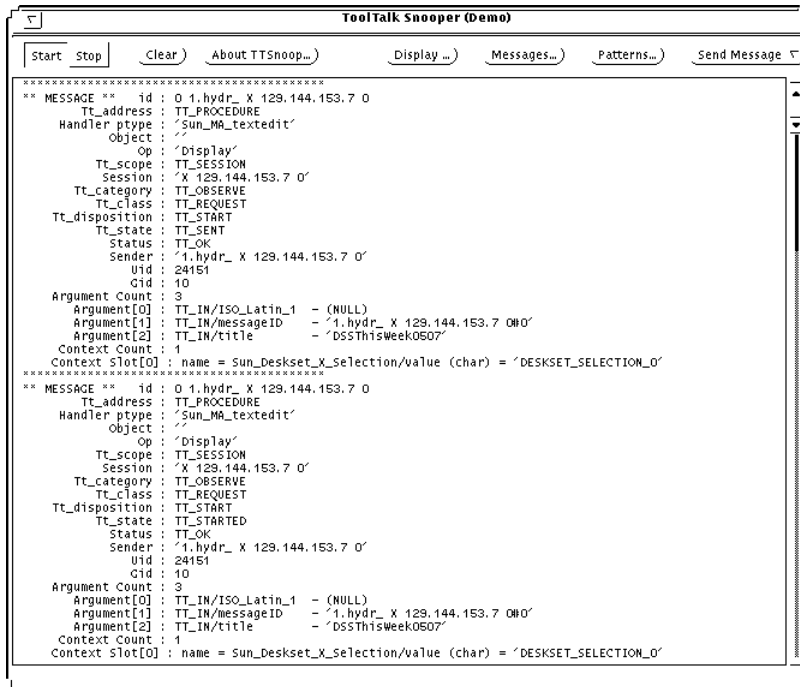 ToolTalk Snooper (Demo)
Start Stop Clear ) About TTSnoop...) Display ...) Messages...) Patterns...) Send Message
****************************************
** MESSAGE **   id : 0 1.hydr_ X 129.144.153.7 0
Tt_address : TT_PROCEDURE
Handler ptype : 'Sun_MA_textedit'
Object : ''
Op : 'Display'
Tt_scope : TT_SESSION
Session : 'X 129.144.153.7 0'
Tt_category : TT_OBSERVE
Tt_class : TT_REQUEST
Tt_disposition : TT_START
Tt_state : TT_SENT
Status : TT_OK
Sender : '1.hydr_ X 129.144.153.7 0'
Uid : 24151
Gid : 10
Argument Count : 3
Argument[0] : TT_IN/ISO_Latin_1  - (NULL)
Argument[1] : TT_IN/messageID    - '1.hydr_ X 129.144.153.7 0#0'
Argument[2] : TT_IN/title        - 'DSSThisWeek0507'
Context Count : 1
Context Slot[0] : name = Sun_Deskset_X_Selection/value (char) = 'DESKSET_SELECTION_0'
****************************************
** MESSAGE **   id : 0 1.hydr_ X 129.144.153.7 0
Tt_address : TT_PROCEDURE
Handler ptype : 'Sun_MA_textedit'
Object : ''
Op : 'Display'
Tt_scope : TT_SESSION
Session : 'X 129.144.153.7 0'
Tt_category : TT_OBSERVE
Tt_class : TT_REQUEST
Tt_disposition : TT_START
Tt_state : TT_STARTED
Status : TT_OK
Sender : '1.hydr_ X 129.144.153.7 0'
Uid : 24151
Gid : 10
Argument Count : 3
Argument[0] : TT_IN/ISO_Latin_1  - (NULL)
Argument[1] : TT_IN/messageID    - '1.hydr_ X 129.144.153.7 0#0'
Argument[2] : TT_IN/title        - 'DSSThisWeek0507'
Context Count : 1
Context Slot[0] : name = Sun_Deskset_X_Selection/value (char) = 'DESKSET_SELECTION_0'